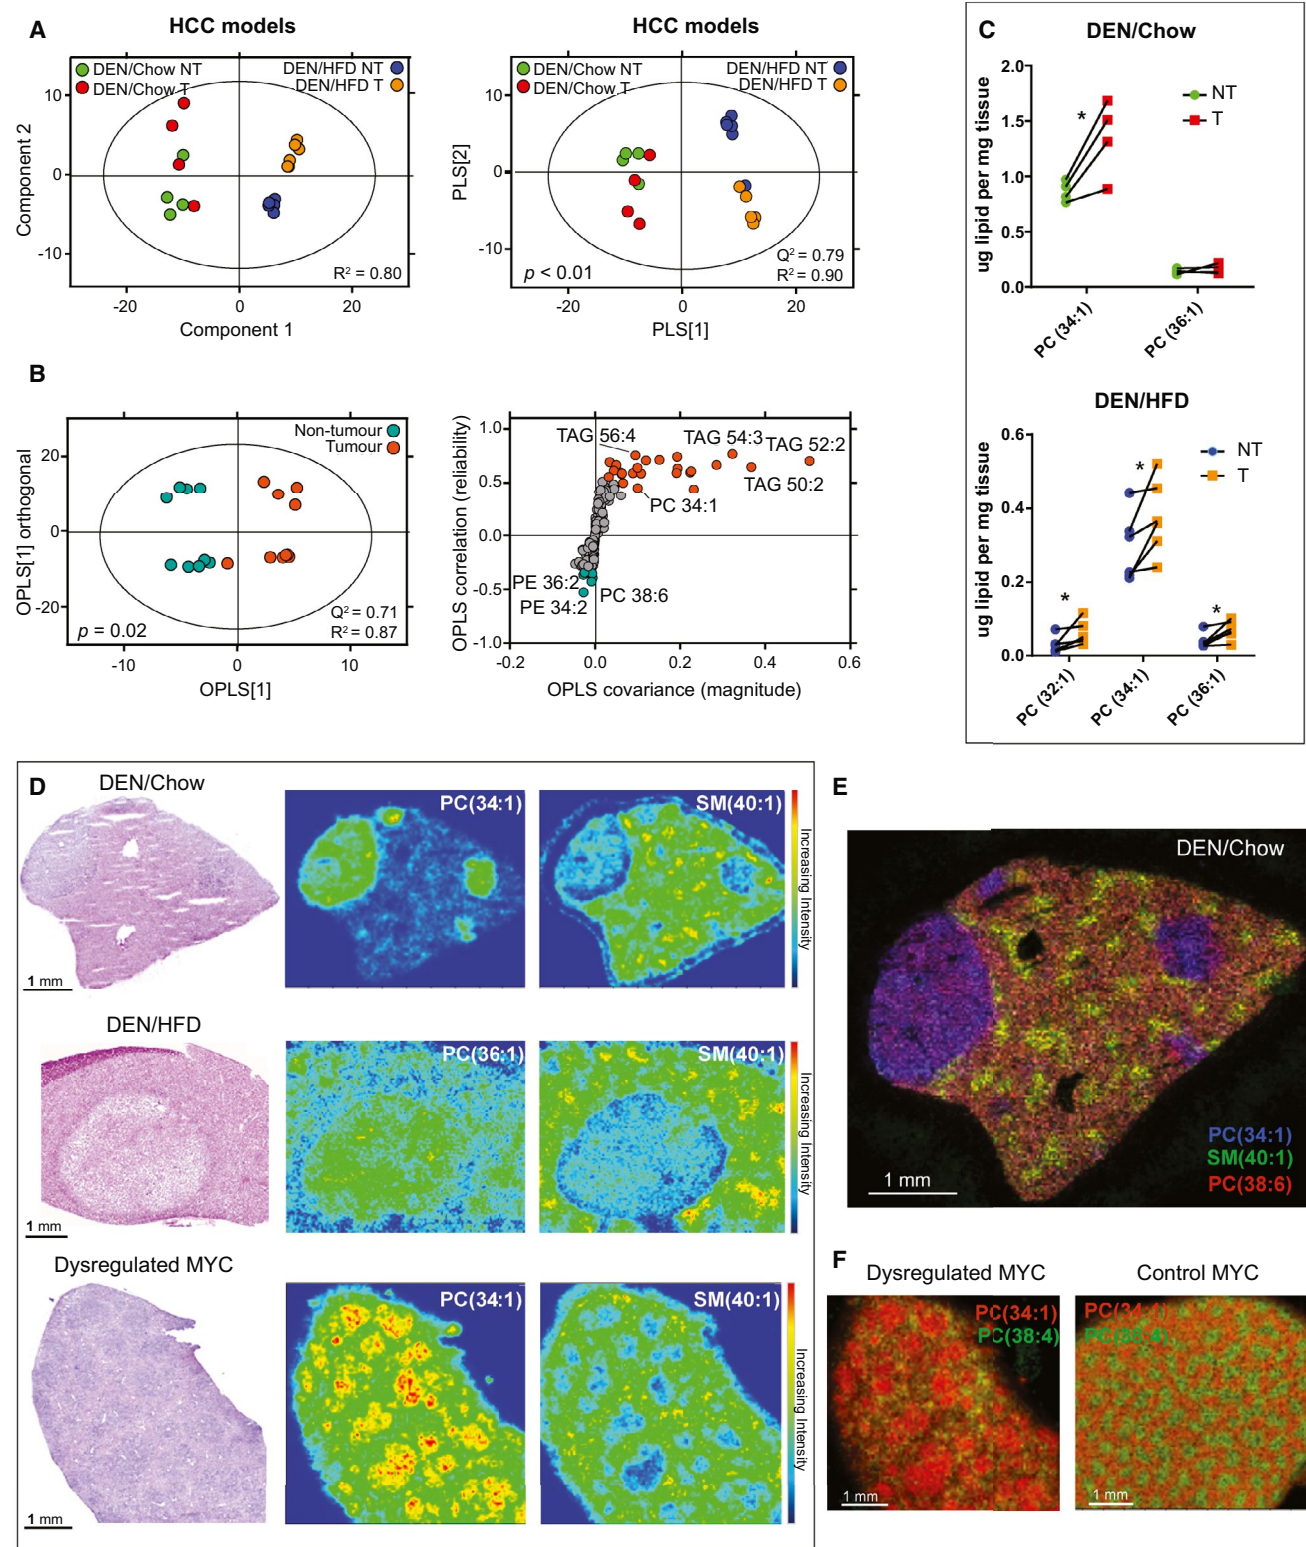 A
HCC models
DEN/Chow NT
DEN/Chow T
DEN/HFD NT
DEN/HFD T
Component 2
10
0
-10
R² = 0.80
-20
0
20
Component 1
HCC models
DEN/Chow NT
DEN/Chow T
DEN/HFD NT
DEN/HFD T
PLS[2]
10
0
-10
p < 0.01
Q² = 0.79
R² = 0.90
-20
0
20
PLS[1]
B
Non-tumour
Tumour
OPLS[1] orthogonal
20
0
-20
p = 0.02
Q² = 0.71
R² = 0.87
-10
0
10
OPLS[1]
OPLS correlation (reliability)
1.0
0.5
0.0
-0.5
-1.0
TAG 56:4
TAG 54:3
TAG 52:2
TAG 50:2
PC 34:1
PE 36:2
PE 34:2
PC 38:6
-0.2
0.0
0.2
0.4
0.6
OPLS covariance (magnitude)
C
DEN/Chow
ug lipid per mg tissue
2.0
1.5
1.0
0.5
0.0
*
NT
T
PC (34:1)
PC (36:1)
DEN/HFD
ug lipid per mg tissue
0.6
0.4
0.2
0.0
*
*
*
NT
T
PC (32:1)
PC (34:1)
PC (36:1)
D
DEN/Chow
1 mm
PC(34:1)
SM(40:1)
Increasing Intensity
DEN/HFD
1 mm
PC(36:1)
SM(40:1)
Increasing Intensity
Dysregulated MYC
1 mm
PC(34:1)
SM(40:1)
Increasing Intensity
E
DEN/Chow
PC(34:1)
SM(40:1)
PC(38:6)
1 mm
F
Dysregulated MYC
PC(34:1)
PC(38:4)
1 mm
Control MYC
PC(34:1)
PC(38:4)
1 mm